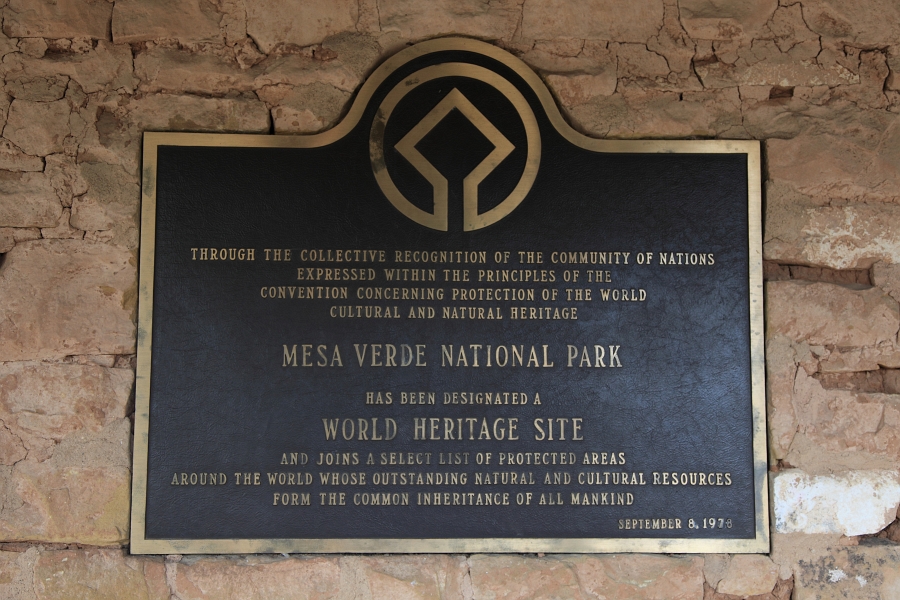 THROUGH THE COLLECTIVE RECOGNITION OF THE COMMUNITY OF NATIONS
EXPRESSED WITHIN THE PRINCIPLES OF THE
CONVENTION CONCERNING PROTECTION OF THE WORLD
CULTURAL AND NATURAL HERITAGE
MESA VERDE NATIONAL PARK
HAS BEEN DESIGNATED A
WORLD HERITAGE SITE
AND JOINS A SELECT LIST OF PROTECTED AREAS
AROUND THE WORLD WHOSE OUTSTANDING NATURAL AND CULTURAL RESOURCES
FORM THE COMMON INHERITANCE OF ALL MANKIND
SEPTEMBER 8, 1978